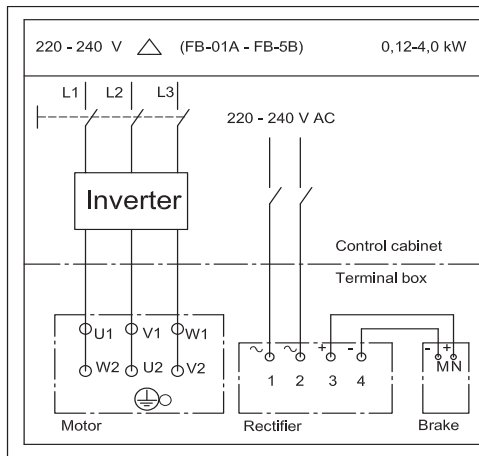 220 - 240 V △ (FB-01A - FB-5B) 0,12-4,0 kW
L1 L2 L3
220 - 240 V AC
Inverter
Control cabinet
Terminal box
U1 V1 W1
W2 U2 V2
~ ~ + -
1 2 3 4
- +
M N
Motor Rectifier Brake